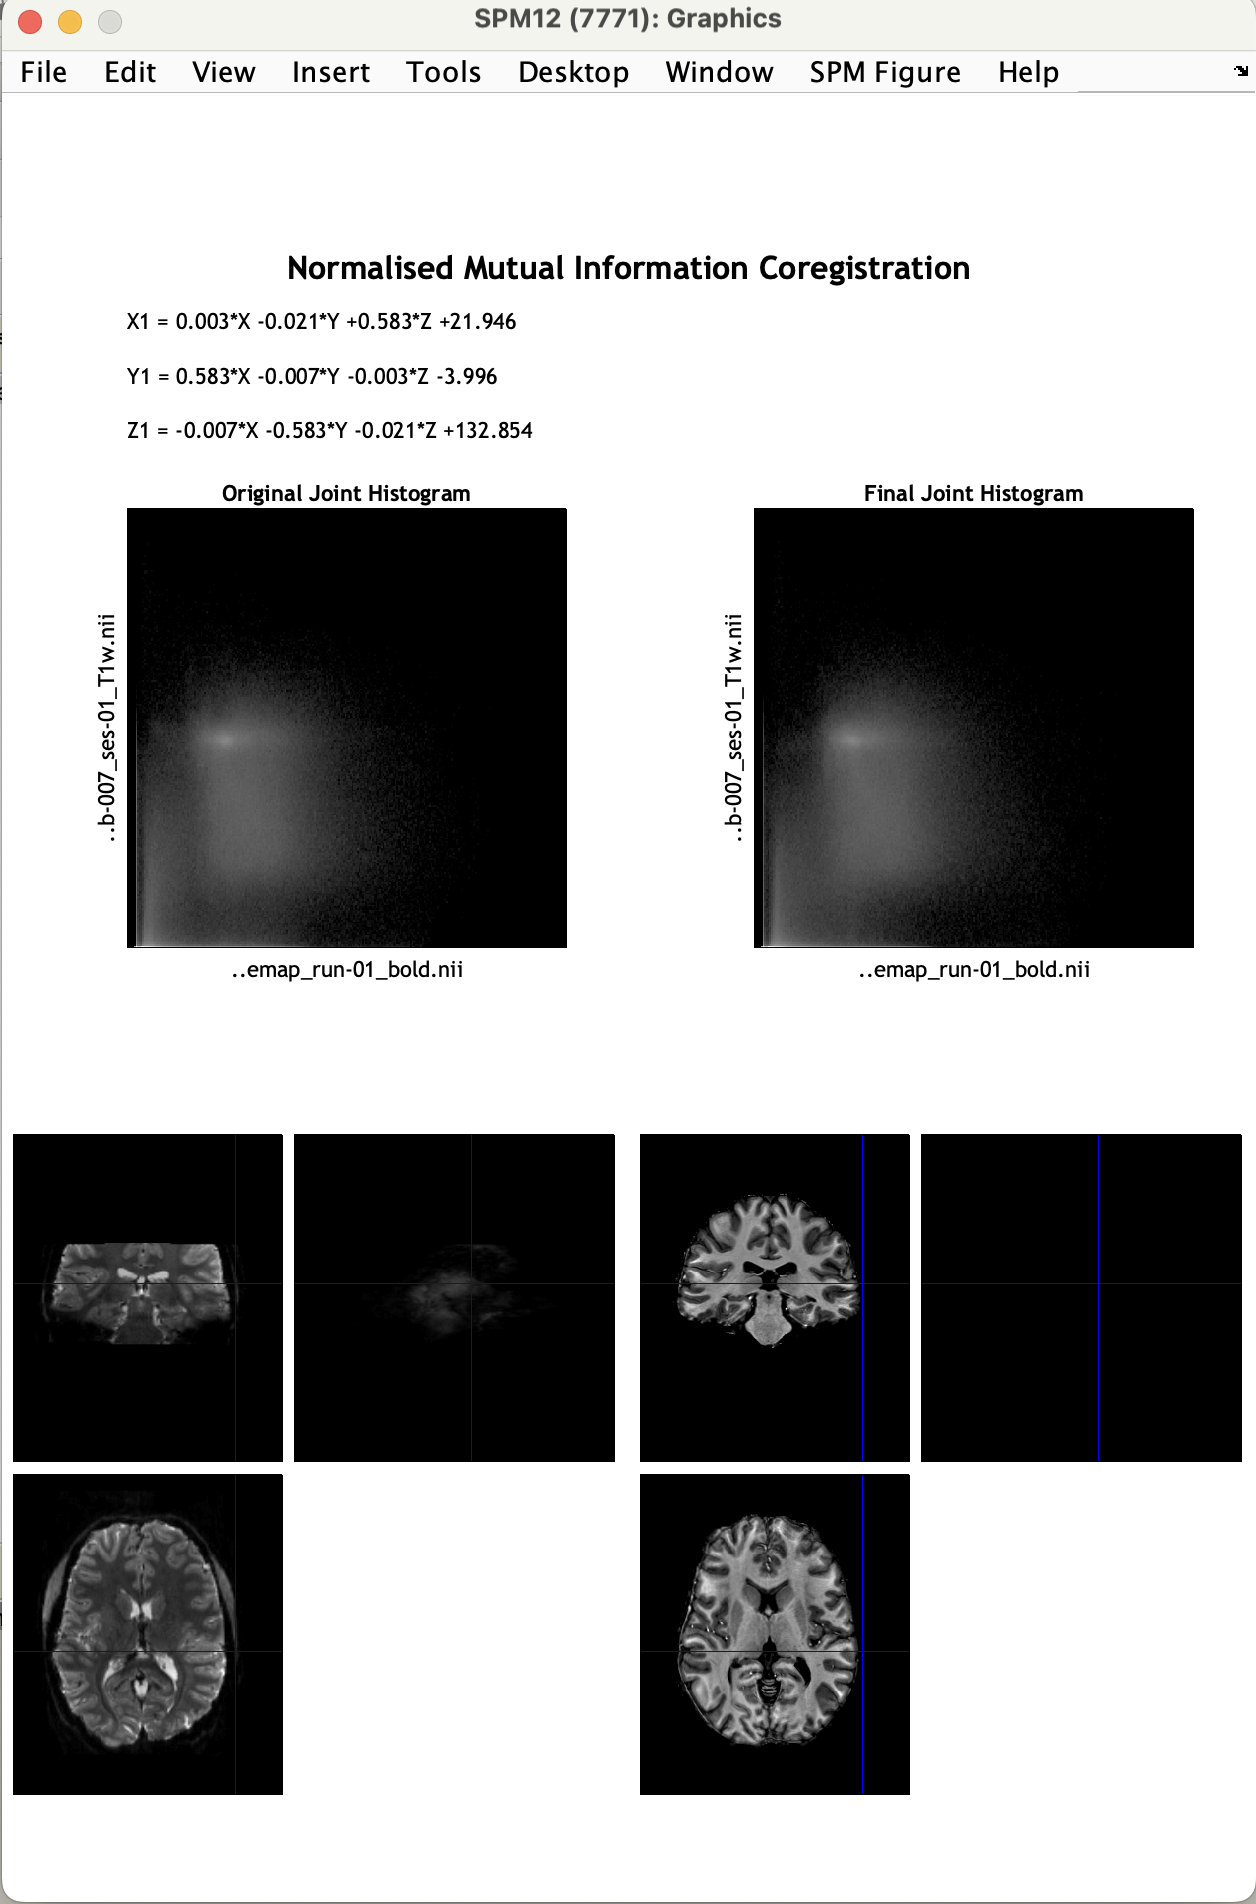 SPM12 (7771): Graphics
File Edit View Insert Tools Desktop Window SPM Figure Help
Normalised Mutual Information Coregistration
X1 = 0.003*X -0.021*Y +0.583*Z +21.946
Y1 = 0.583*X -0.007*Y -0.003*Z -3.996
Z1 = -0.007*X -0.583*Y -0.021*Z +132.854
Original Joint Histogram
..b-007_ses-01_T1w.nii
..emap_run-01_bold.nii
Final Joint Histogram
..b-007_ses-01_T1w.nii
..emap_run-01_bold.nii